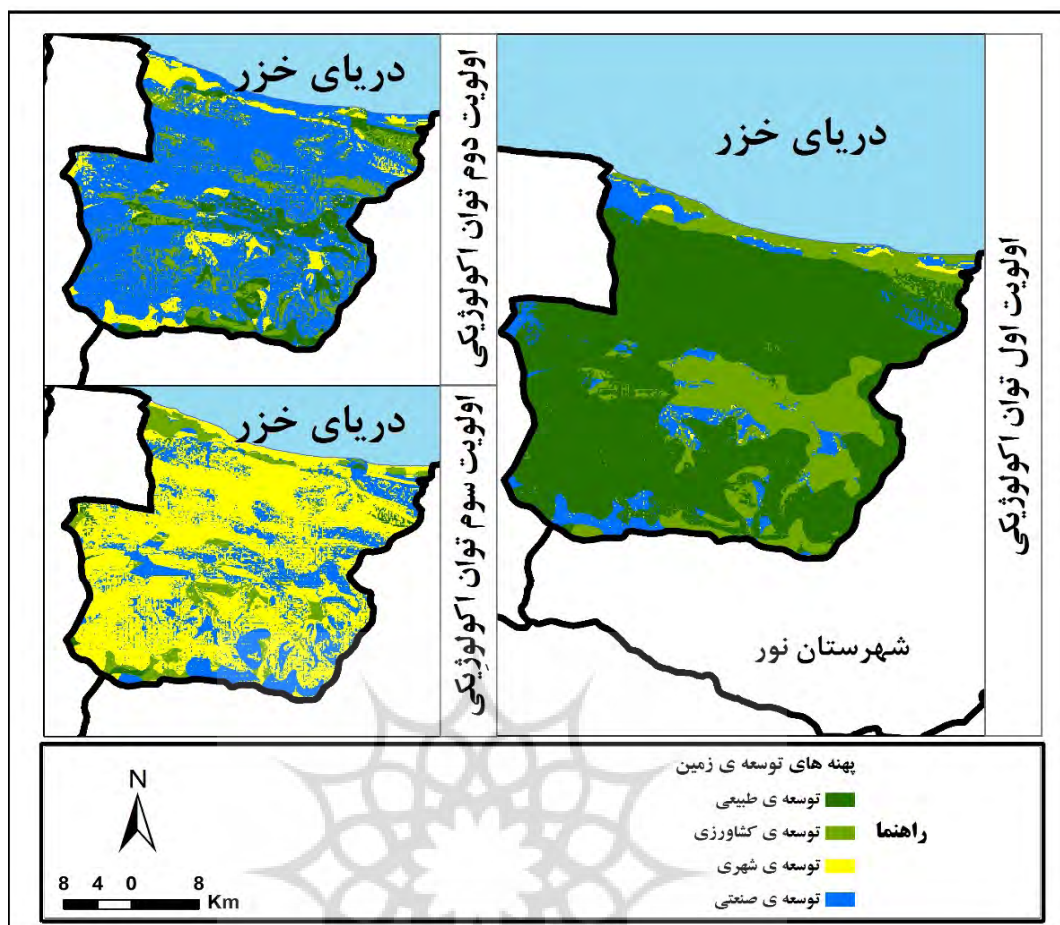 دریای خزر
اولویت اول توان اکولوژیکی
شهرستان نور
دریای خزر
اولویت دوم توان اکولوژیکی
دریای خزر
اولویت سوم توان اکولوژیکی
راهنما
پهنه های توسعه ی زمین
توسعه ی طبیعی
توسعه ی کشاورزی
توسعه ی شهری
توسعه ی صنعتی
N
8 4 0 8
Km